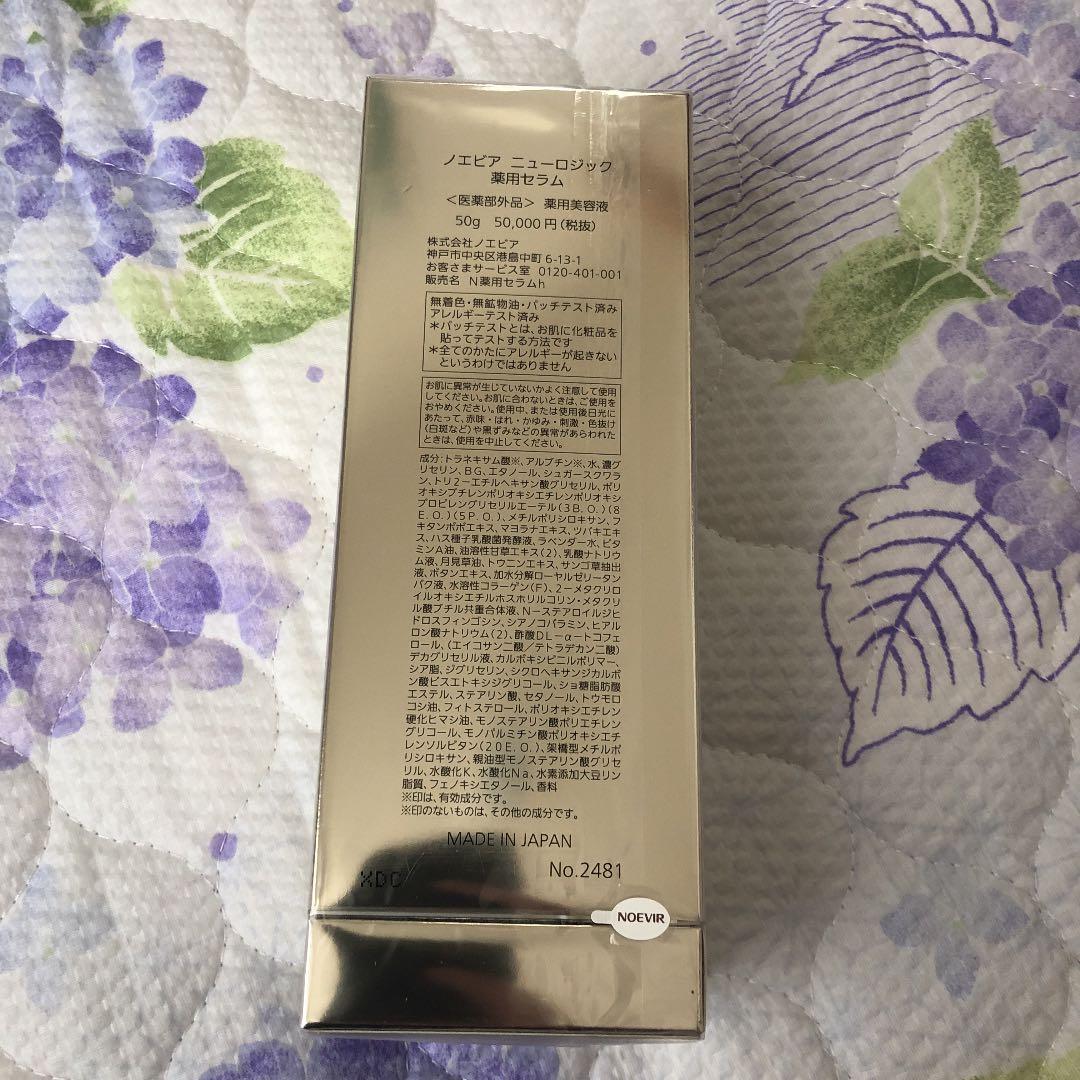 ノエビア ニューロジック
薬用セラム
<医薬部外品> 薬用美容液
50g 50,000円(税抜)
株式会社ノエビア
神戸市中央区港島中町6-13-1
お客さまサービス室 0120-401-001
販売名 N薬用セラムh
無着色・無鉱物油・パッチテスト済み
アレルギーテスト済み
*パッチテストとは、お肌に化粧品を
貼ってテストする方法です
*全てのかたにアレルギーが起きない
というわけではありません
お肌に異常が生じていないかよく注意して使用
してください。お肌に合わないときは、ご使用を
おやめください。使用中、または使用後日光に
あたって、赤味・はれ・かゆみ・刺激・色抜け
(白斑など)や黒ずみなどの異常があらわれた
ときは、使用を中止してください。
成分:トラネキサム酸※、アルブチン※、水、濃グ
リセリン、BG、エタノール、シュガースクワラ
ン、トリ2-エチルヘキサン酸グリセリル、ポリ
オキシブチレンポリオキシエチレンポリオキシ
プロピレングリセリルエーテル(3B.O.)(8
E.O.)(5P.O.)、メチルポリシロキサン、フ
キタンポポエキス、マヨラナエキス、ツバキエキ
ス、ハス種子乳酸菌発酵液、ラベンダー水、ビタ
ミンA油、油溶性甘草エキス(2)、乳酸ナトリウ
ム液、月見草油、トウニンエキス、サンゴ草抽出
液、ボタンエキス、加水分解ローヤルゼリータン
パク液、水溶性コラーゲン(F)、2-メタクリロ
イルオキシエチルホスホリルコリン・メタクリ
ル酸ブチル共重合体液、N-ステアロイルジヒ
ドロスフィンゴシン、シアノコバラミン、ヒアル
ロン酸ナトリウム(2)、酢酸DL-α-トコフェ
ロール、(エイコサン二酸/テトラデカン二酸)
デカグリセリル液、カルボキシビニルポリマー、
シア脂、ジグリセリン、シクロヘキサンジカルボ
ン酸ビスエトキシジグリコール、ショ糖脂肪酸
エステル、ステアリン酸、セタノール、トウモロ
コシ油、フィトステロール、ポリオキシエチレン
硬化ヒマシ油、モノステアリン酸ポリエチレン
グリコール、モノパルミチン酸ポリオキシエチ
レンソルビタン(20E.O.)、架橋型メチルポ
リシロキサン、親油型モノステアリン酸グリセ
リル、水酸化K、水酸化Na、水素添加大豆リン
脂質、フェノキシエタノール、香料
※印は、有効成分です。
※印のないものは、その他の成分です。
MADE IN JAPAN
No.2481
XDC
NOEVIR